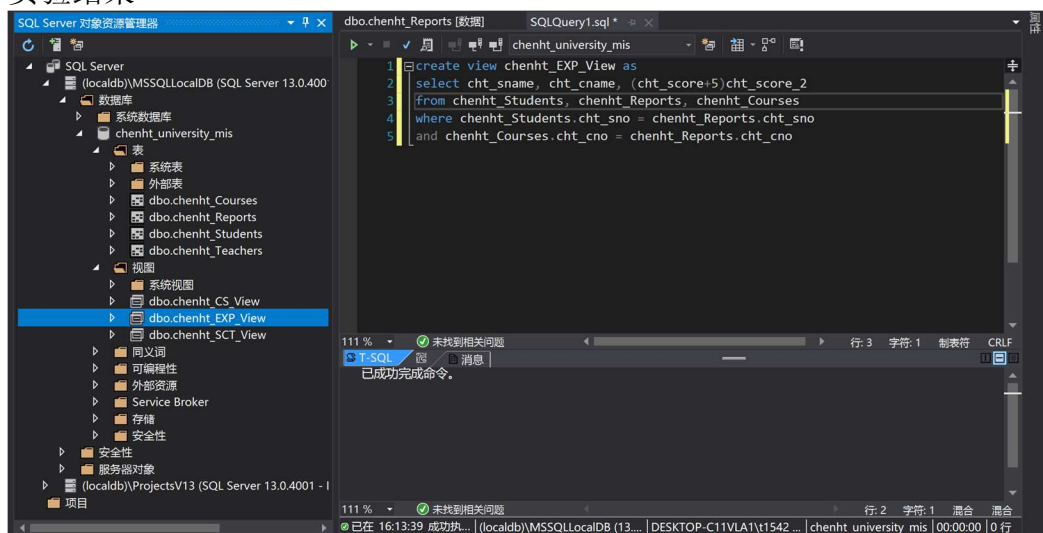 SQL Server 对象资源管理器
SQL Server
(localdb)\MSSQLLocalDB (SQL Server 13.0.400
数据库
系统数据库
chenht_university_mis
表
系统表
外部表
dbo.chenht_Courses
dbo.chenht_Reports
dbo.chenht_Students
dbo.chenht_Teachers
视图
系统视图
dbo.chenht_CS_View
dbo.chenht_EXP_View
dbo.chenht_SCT_View
同义词
可编程性
外部资源
Service Broker
存储
安全性
安全性
服务器对象
(localdb)\ProjectsV13 (SQL Server 13.0.4001 - I
项目
dbo.chenht_Reports [数据] SQLQuery1.sql *
chenht_university_mis
1 create view chenht_EXP_View as
2 select cht_sname, cht_cname, (cht_score+5)cht_score_2
3 from chenht_Students, chenht_Reports, chenht_Courses
4 where chenht_Students.cht_sno = chenht_Reports.cht_sno
5 and chenht_Courses.cht_cno = chenht_Reports.cht_cno
111 % 未找到相关问题 行: 3 字符: 1 制表符 CRLF
T-SQL 消息
已成功完成命令。
111 % 未找到相关问题 行: 2 字符: 1 混合 混合
已在 16:13:39 成功执... (localdb)\MSSQLLocalDB (13.... DESKTOP-C11VLA1\t1542 ... chenht_university_mis 00:00:00 0 行